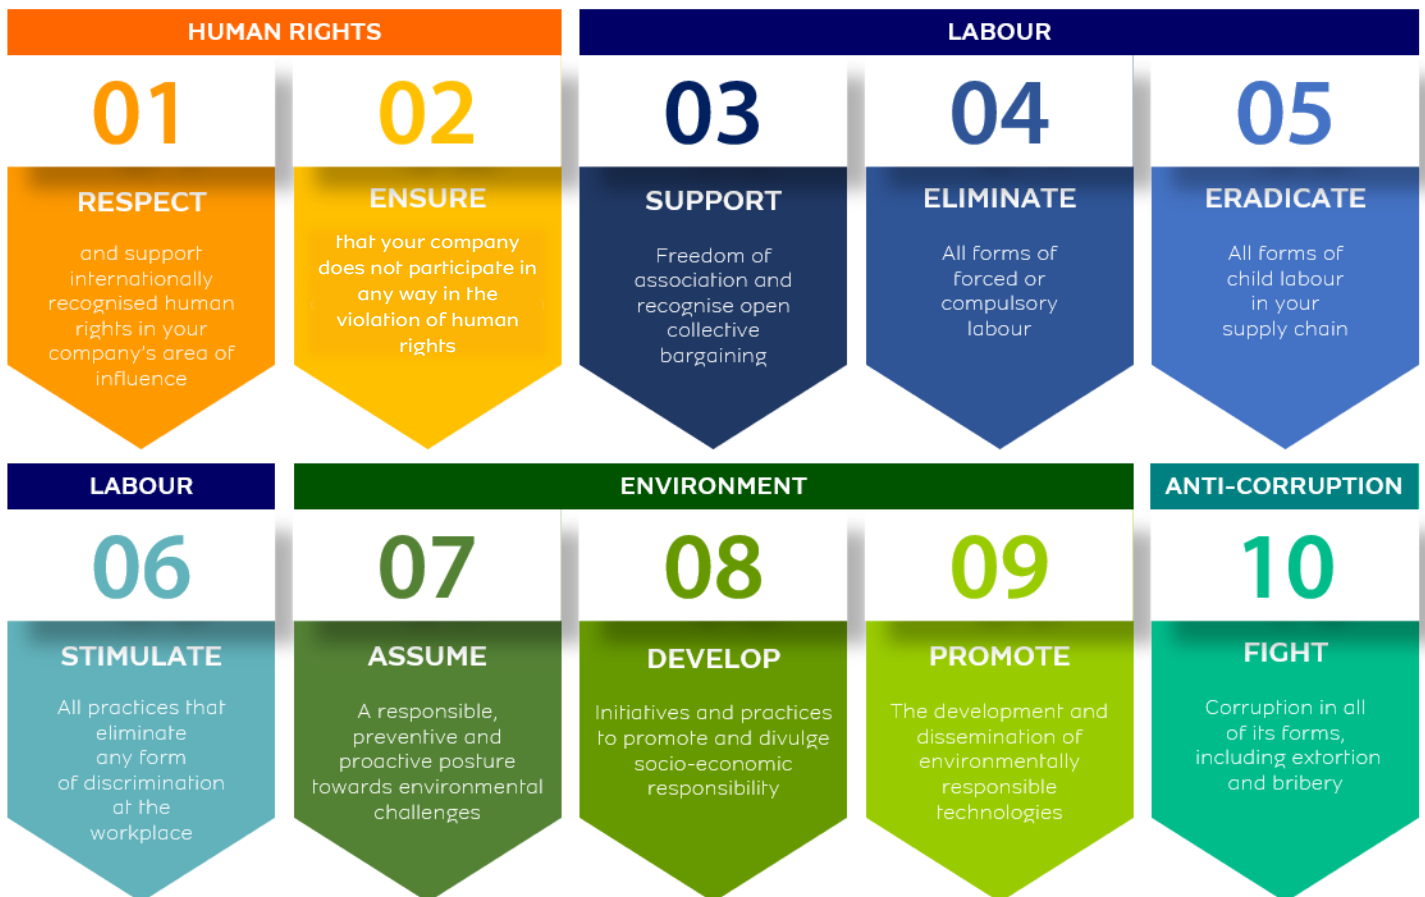 HUMAN RIGHTS
LABOUR
01
RESPECT
and support
internationally
recognised human
rights in your
company's area of
influence
02
ENSURE
that your company
does not participate in
any way in the
violation of human
rights
03
SUPPORT
Freedom of
association and
recognise open
collective
bargaining
04
ELIMINATE
All forms of
forced or
compulsory
labour
05
ERADICATE
All forms of
child labour
in your
supply chain
LABOUR
ENVIRONMENT
ANTI-CORRUPTION
06
STIMULATE
All practices that
eliminate
any form
of discrimination
at the
workplace
07
ASSUME
A responsible,
preventive and
proactive posture
towards environmental
challenges
08
DEVELOP
Initiatives and practices
to promote and divulge
socio-economic
responsibility
09
PROMOTE
The development and
dissemination of
environmentally
responsible
technologies
10
FIGHT
Corruption in all
of its forms,
including extortion
and bribery